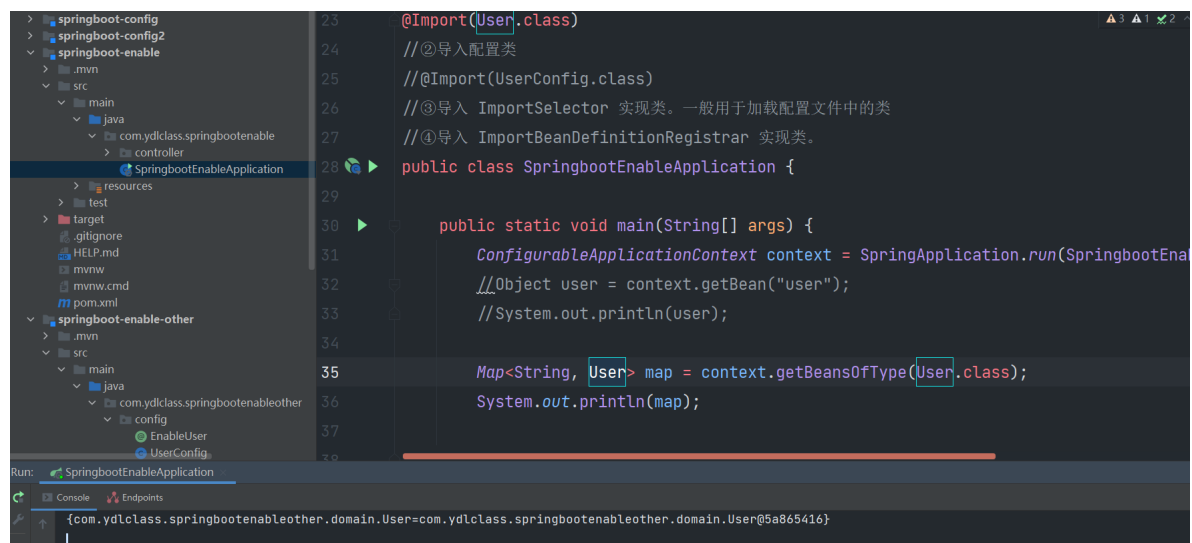 springboot-config
springboot-config2
springboot-enable
.mvn
src
main
java
com.ydlclass.springbootenable
controller
SpringbootEnableApplication
resources
test
target
.gitignore
HELP.md
mvnw
mvnw.cmd
pom.xml
springboot-enable-other
.mvn
src
main
java
com.ydlclass.springbootenableother
config
EnableUser
UserConfig
23 @Import(User.class)
3 1 2
24 //②导入配置类
25 //@Import(UserConfig.class)
26 //③导入 ImportSelector 实现类。一般用于加载配置文件中的类
27 //④导入 ImportBeanDefinitionRegistrar 实现类。
28 public class SpringbootEnableApplication {
29
30 public static void main(String[] args) {
31 ConfigurableApplicationContext context = SpringApplication.run(SpringbootEnal
32 //Object user = context.getBean("user");
33 //System.out.println(user);
34
35 Map<String, User> map = context.getBeansOfType(User.class);
36 System.out.println(map);
37
38
Run: SpringbootEnableApplication
Console Endpoints
{com.ydlclass.springbootenableother.domain.User=com.ydlclass.springbootenableother.domain.User@5a865416}